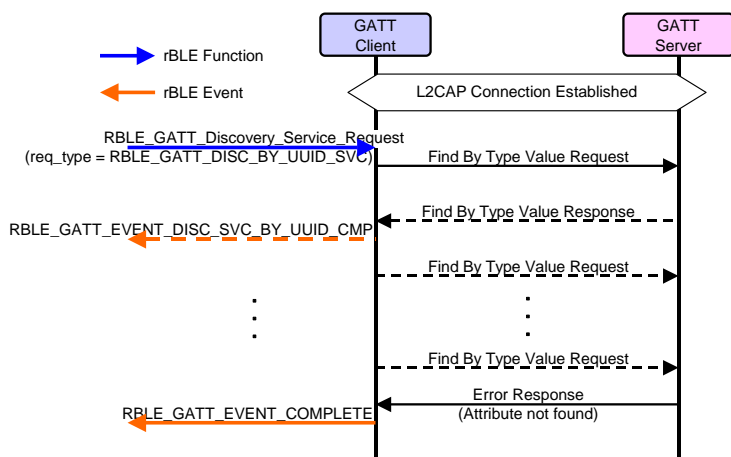 GATT
Client
GATT
Server
rBLE Function
rBLE Event
L2CAP Connection Established
RBLE_GATT_Discovery_Service_Request
(req_type = RBLE_GATT_DISC_BY_UUID_SVC)
Find By Type Value Request
Find By Type Value Response
RBLE_GATT_EVENT_DISC_SVC_BY_UUID_CMP
Find By Type Value Request
Find By Type Value Request
Error Response
(Attribute not found)
RBLE_GATT_EVENT_COMPLETE